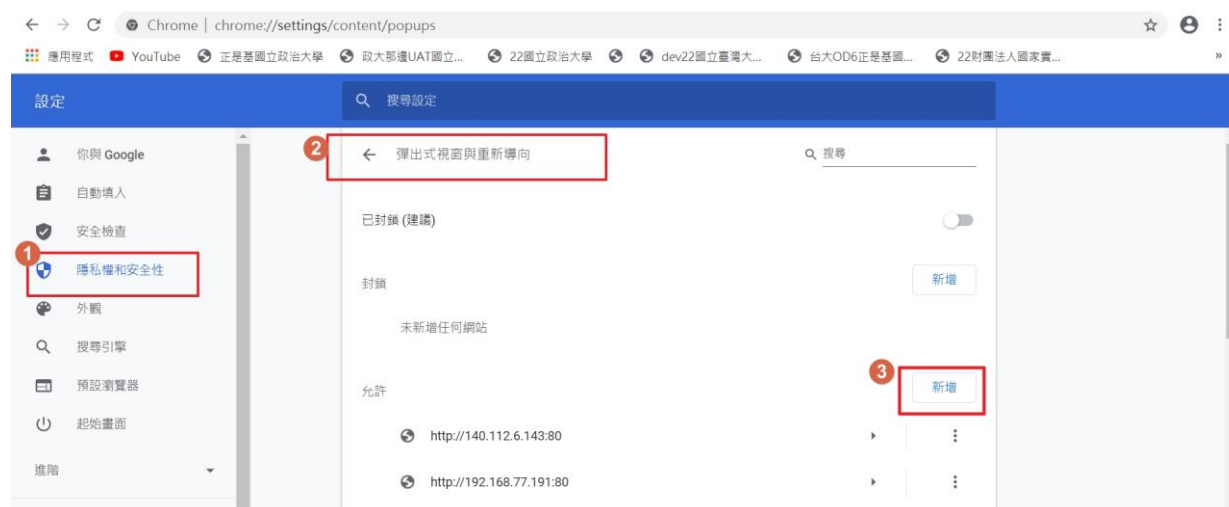 Chrome | chrome://settings/content/popups
應用程式 YouTube 正是基國立政治大學 政大那邊UAT國立... 22國立政治大學 dev22國立臺灣大... 台大OD6正是基國... 22財團法人國家實... »
設定
搜尋設定
你與 Google
自動填入
安全檢查
1
隱私權和安全性
外觀
搜尋引擎
預設瀏覽器
起始畫面
進階
2
彈出式視窗與重新導向
搜尋
已封鎖 (建議)
封鎖
新增
未新增任何網站
3
允許
新增
http://140.112.6.143:80
http://192.168.77.191:80